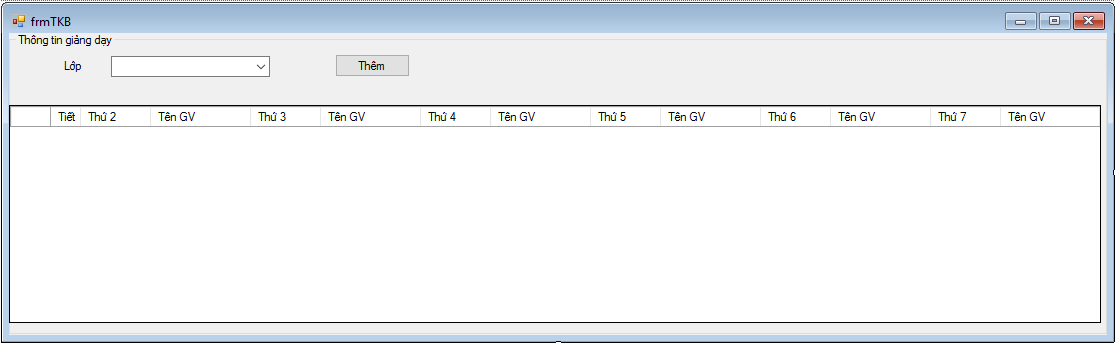 frmTKB
Thông tin giảng dạy
Lớp Thêm
Tiết Thứ 2 Tên GV Thứ 3 Tên GV Thứ 4 Tên GV Thứ 5 Tên GV Thứ 6 Tên GV Thứ 7 Tên GV